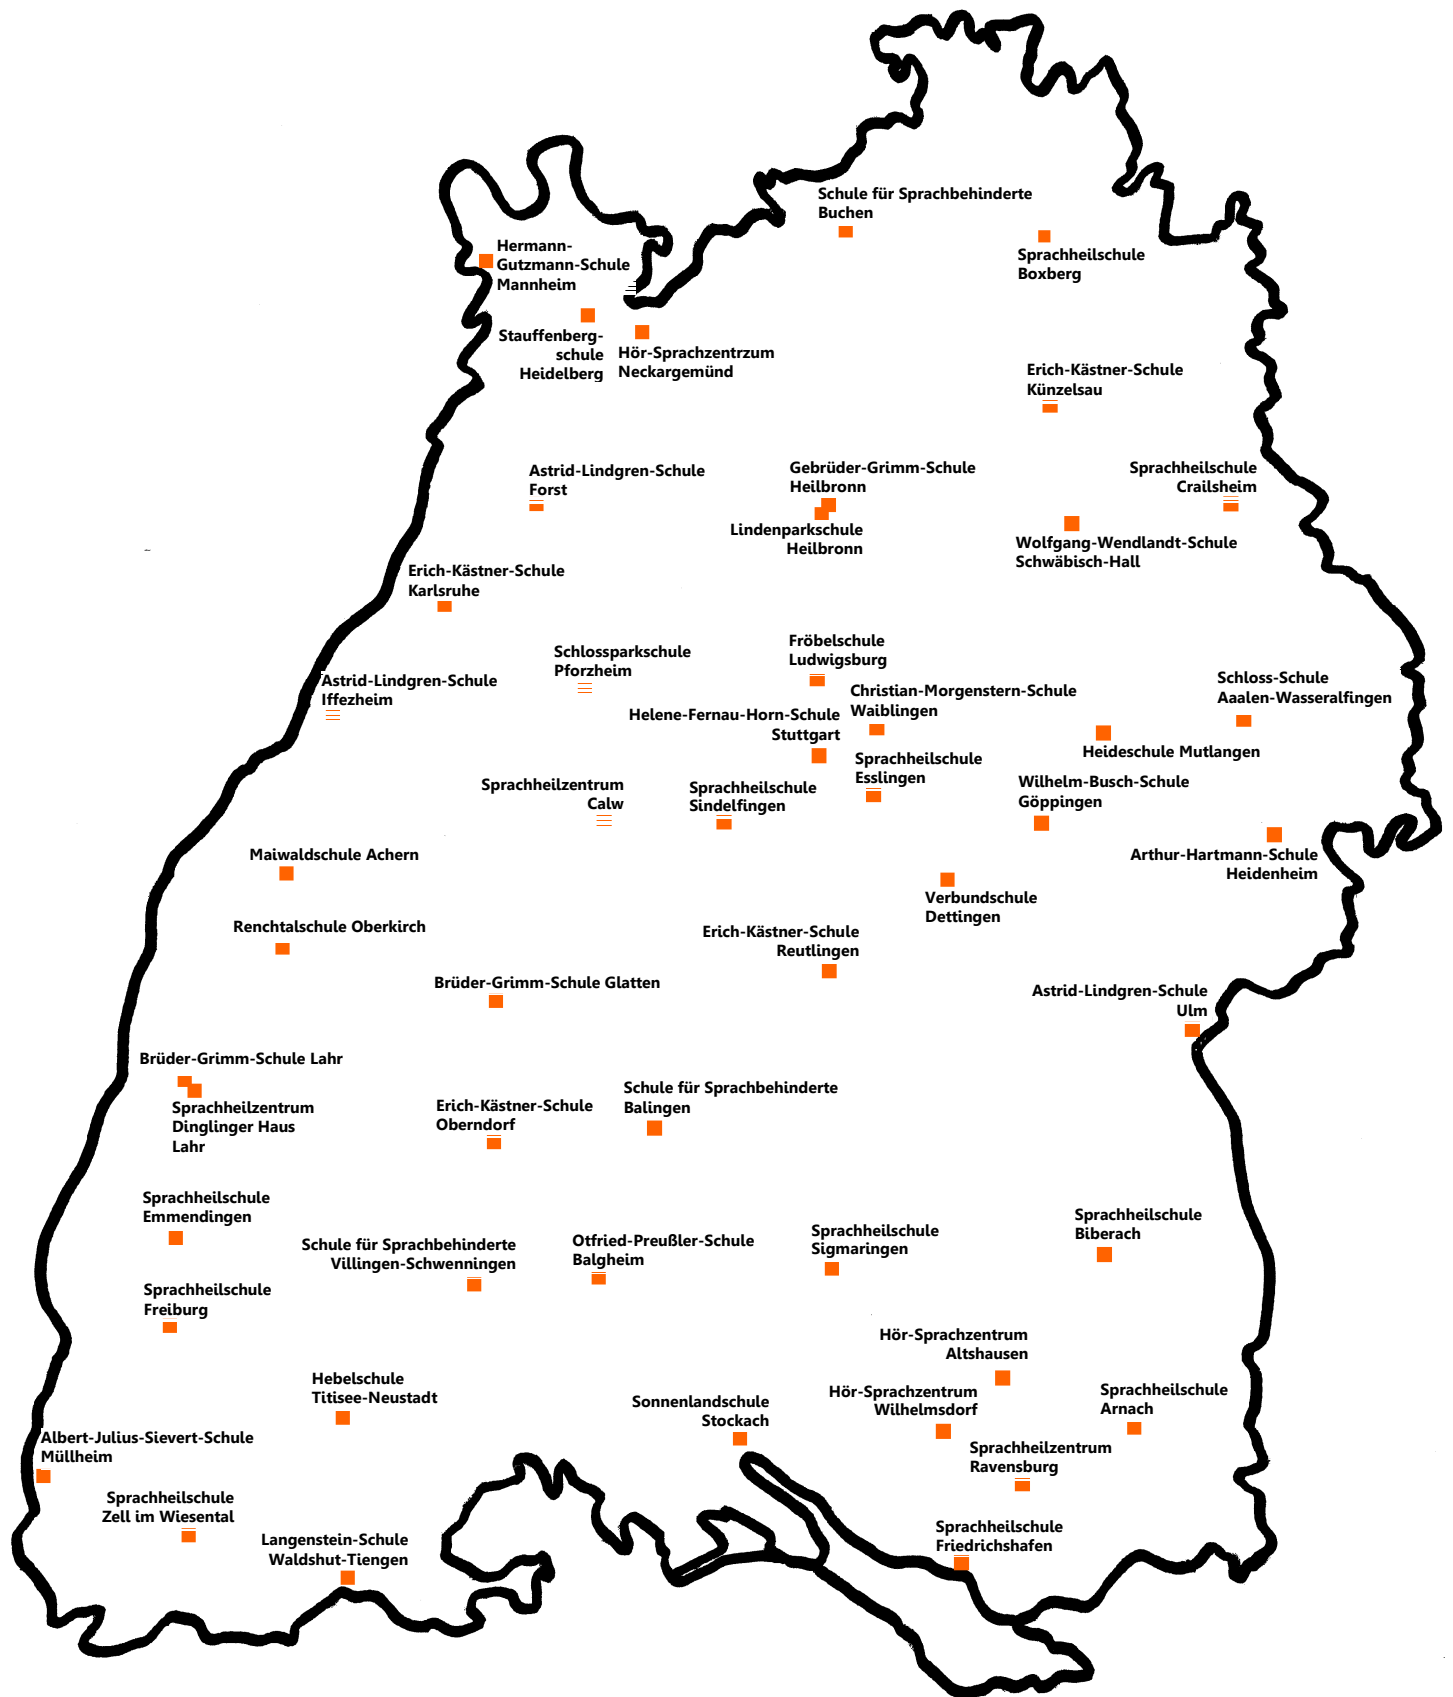 Schule für Sprachbehinderte
Buchen
Hermann-
Gutzmann-Schule
Mannheim
Sprachheilschule
Boxberg
Stauffenberg-
schule
Heidelberg
Hör-Sprachzentrzum
Neckargemünd
Erich-Kästner-Schule
Künzelsau
Astrid-Lindgren-Schule
Forst
Gebrüder-Grimm-Schule
Heilbronn
Lindenparkschule
Heilbronn
Sprachheilschule
Crailsheim
Wolfgang-Wendlandt-Schule
Schwäbisch-Hall
Erich-Kästner-Schule
Karlsruhe
Schlossparkschule
Pforzheim
Fröbelschule
Ludwigsburg
Astrid-Lindgren-Schule
Iffezheim
Christian-Morgenstern-Schule
Waiblingen
Schloss-Schule
Aaalen-Wasseralfingen
Helene-Fernau-Horn-Schule
Stuttgart
Heideschule Mutlangen
Sprachheilschule
Esslingen
Sprachheilzentrum
Calw
Sprachheilschule
Sindelfingen
Wilhelm-Busch-Schule
Göppingen
Maiwaldschule Achern
Arthur-Hartmann-Schule
Heidenheim
Verbundschule
Dettingen
Renchtalschule Oberkirch
Erich-Kästner-Schule
Reutlingen
Brüder-Grimm-Schule Glatten
Astrid-Lindgren-Schule
Ulm
Brüder-Grimm-Schule Lahr
Sprachheilzentrum
Dinglinger Haus
Lahr
Erich-Kästner-Schule
Oberndorf
Schule für Sprachbehinderte
Balingen
Sprachheilschule
Emmendingen
Schule für Sprachbehinderte
Villingen-Schwenningen
Otfried-Preußler-Schule
Balgheim
Sprachheilschule
Sigmaringen
Sprachheilschule
Biberach
Sprachheilschule
Freiburg
Hör-Sprachzentrum
Altshausen
Hebelschule
Titisee-Neustadt
Sonnenlandschule
Stockach
Hör-Sprachzentrum
Wilhelmsdorf
Sprachheilschule
Arnach
Albert-Julius-Sievert-Schule
Müllheim
Sprachheilzentrum
Ravensburg
Sprachheilschule
Zell im Wiesental
Langenstein-Schule
Waldshut-Tiengen
Sprachheilschule
Friedrichshafen